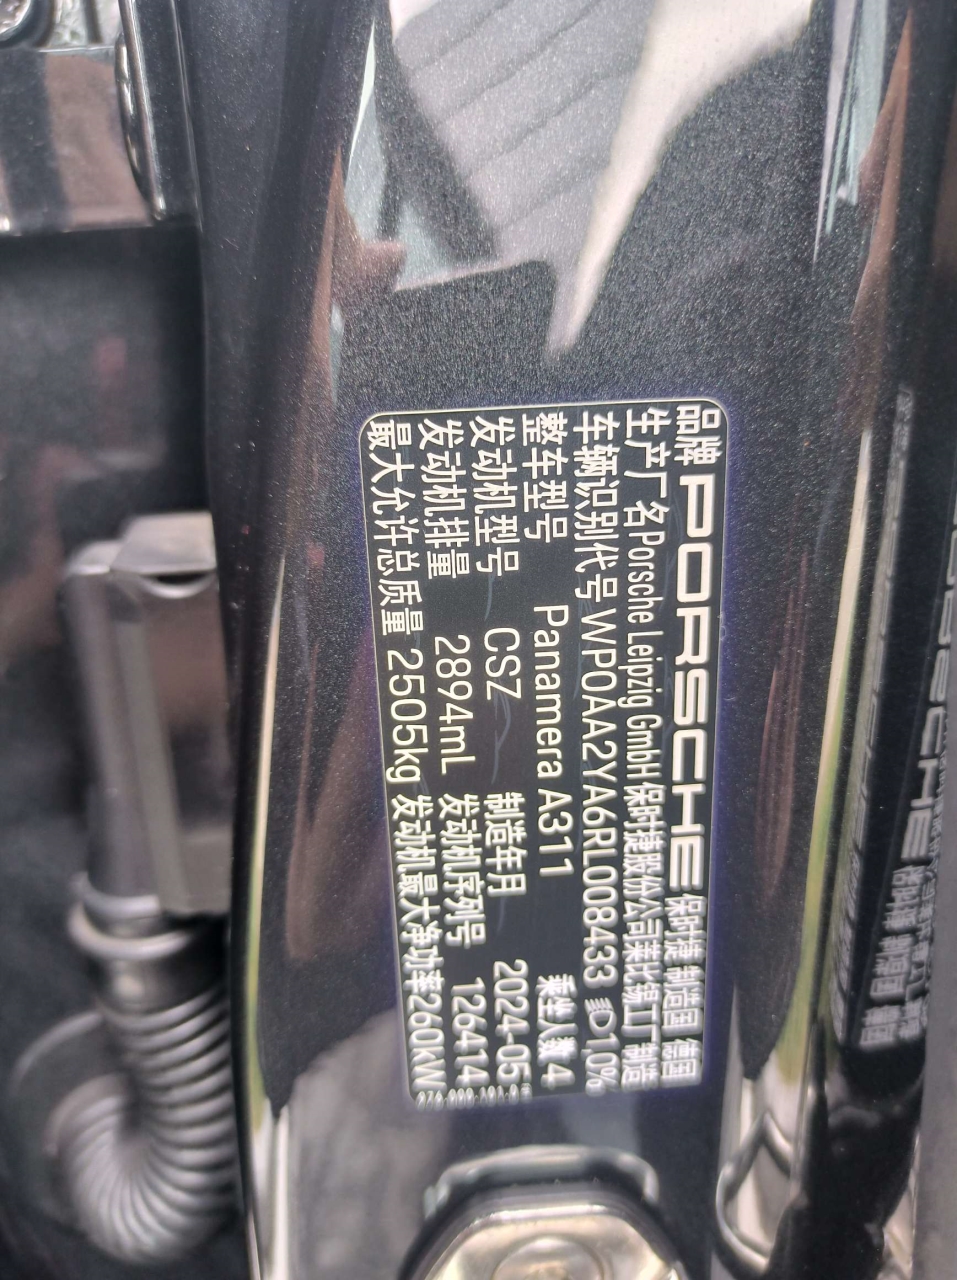 品牌 PORSCHE 保时捷 制造国 德国
生产厂名 Porsche Leipzig GmbH 保时捷股份公司莱比锡工厂 制造
车辆识别代号 WP0AA2YA6RL008433 1,0%
整车型号 Panamera A311 乘坐人数 4
发动机型号 CSZ 制造年月 2024-05
发动机排量 2894mL 发动机序列号 126414
最大允许总质量 2505kg 发动机最大净功率 260kW